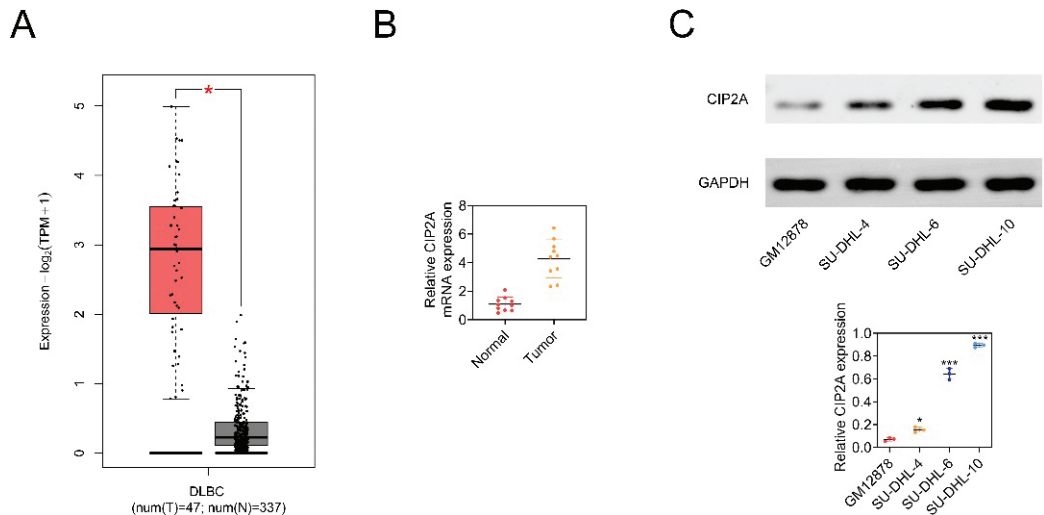 A
B
C
Expression – log₂(TPM + 1)
5
4
3
2
1
0
*
DLBC
(num(T)=47; num(N)=337)
Relative CIP2A
mRNA expression
8
6
4
2
0
Normal
Tumor
CIP2A
GAPDH
GM12878
SU-DHL-4
SU-DHL-6
SU-DHL-10
Relative CIP2A expression
1.0
0.8
0.6
0.4
0.2
0.0
*
***
***
GM12878
SU-DHL-4
SU-DHL-6
SU-DHL-10